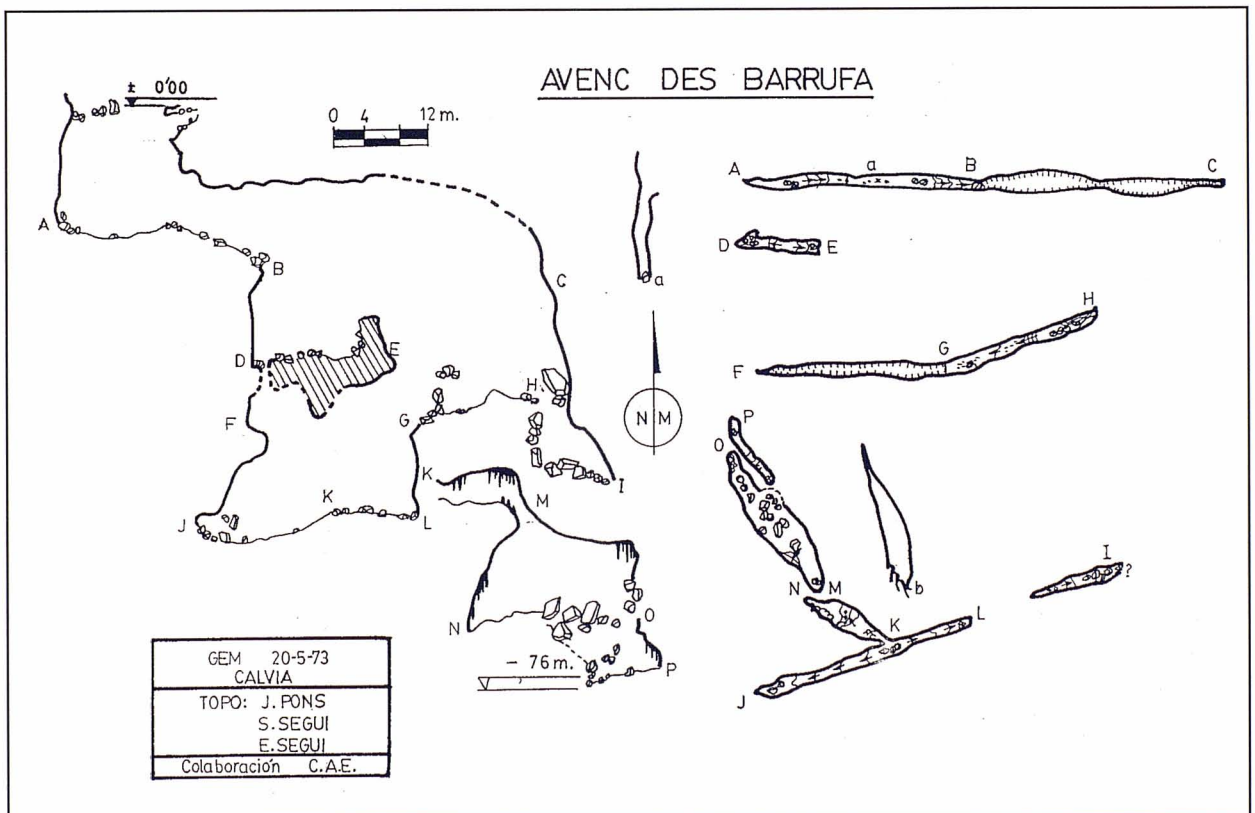 AVENC DES BARRUFA
± 0'00
0 4 12 m.
A
B
C
D
E
F
G
H
I
J
K
L
K
M
N
O
P
a
N M
A a B C
D E
F G H
P
O
N M
b
I ?
K
L
J
- 76 m.
GEM 20-5-73
CALVIA
TOPO: J. PONS
S. SEGUI
E. SEGUI
Colaboración C.A.E.